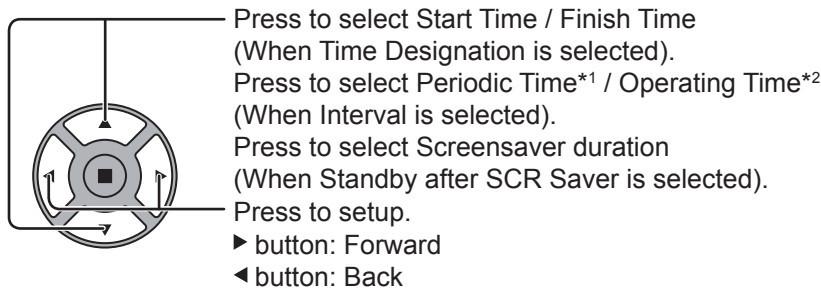 Press to select Start Time / Finish Time
(When Time Designation is selected).
Press to select Periodic Time*1 / Operating Time*2
(When Interval is selected).
Press to select Screensaver duration
(When Standby after SCR Saver is selected).
Press to setup.
► button: Forward
◄ button: Back